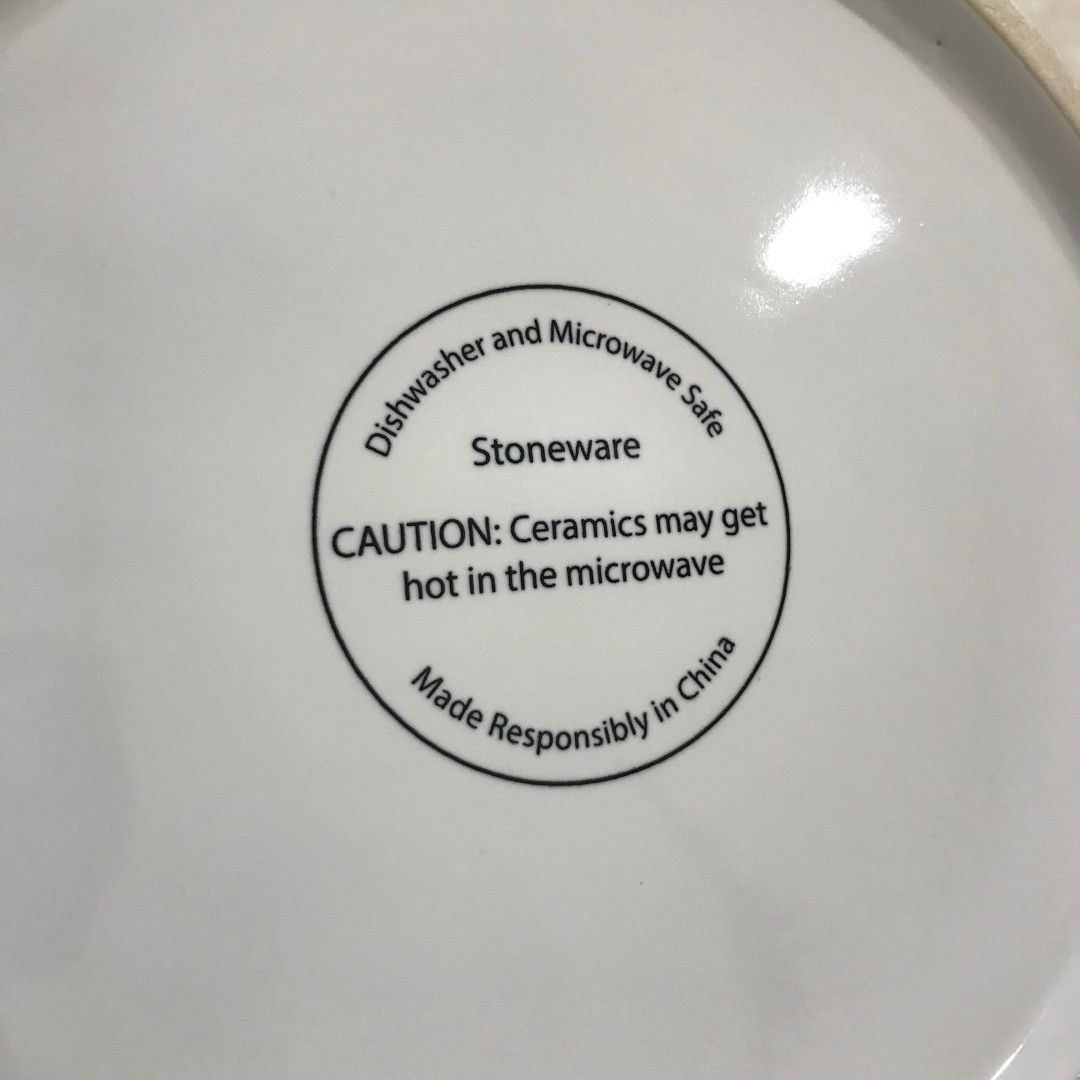 Dishwasher and Microwave Safe
Stoneware
CAUTION: Ceramics may get
hot in the microwave
Made Responsibly in China